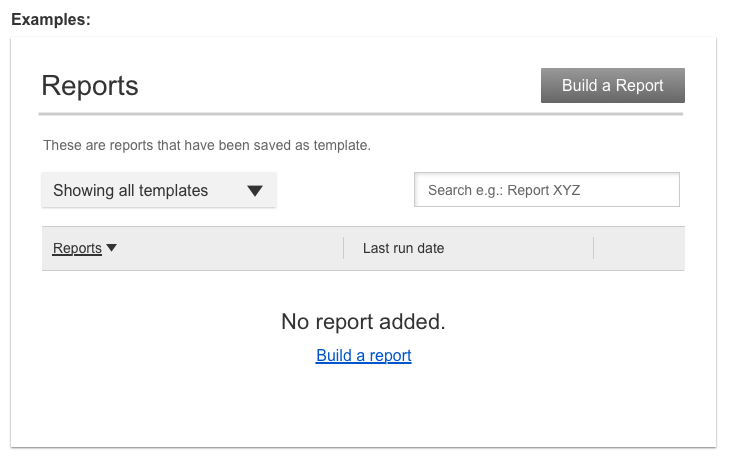 Examples:
Reports
Build a Report
These are reports that have been saved as template.
Showing all templates
Search e.g.: Report XYZ
Reports
Last run date
No report added.
Build a report